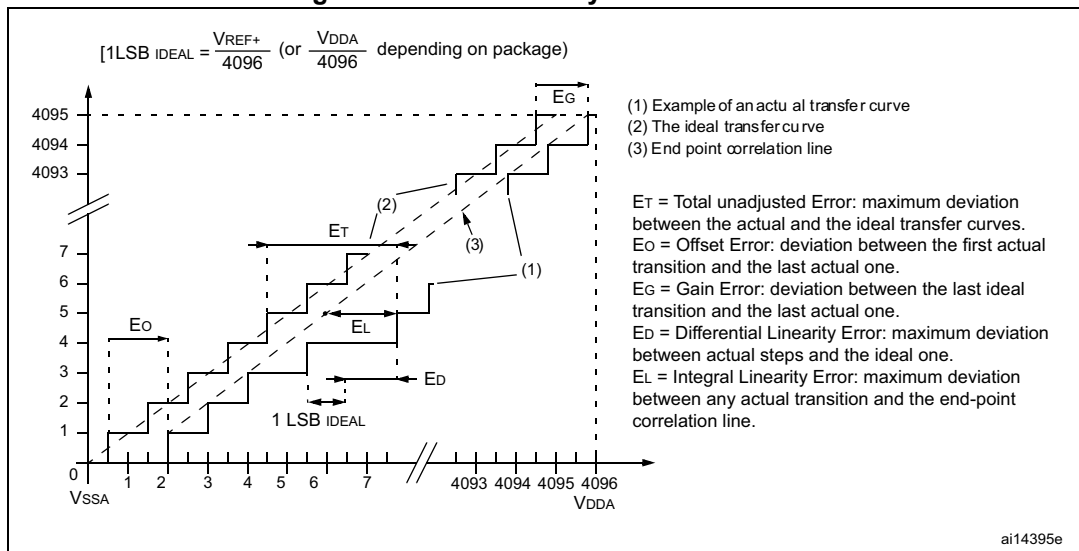 [1LSB IDEAL = VREF+ / 4096 (or VDDA / 4096 depending on package)
EG
4095
4094
4093
7
6
5
4
3
2
1
0
(2)
ET
(3)
(1)
EO
EL
ED
1 LSB IDEAL
1 2 3 4 5 6 7 4093 4094 4095 4096
VSSA
VDDA
(1) Example of an actu al transfer curve
(2) The ideal transfer curve
(3) End point correlation line
ET = Total unadjusted Error: maximum deviation
between the actual and the ideal transfer curves.
EO = Offset Error: deviation between the first actual
transition and the last actual one.
EG = Gain Error: deviation between the last ideal
transition and the last actual one.
ED = Differential Linearity Error: maximum deviation
between actual steps and the ideal one.
EL = Integral Linearity Error: maximum deviation
between any actual transition and the end-point
correlation line.
ai14395e